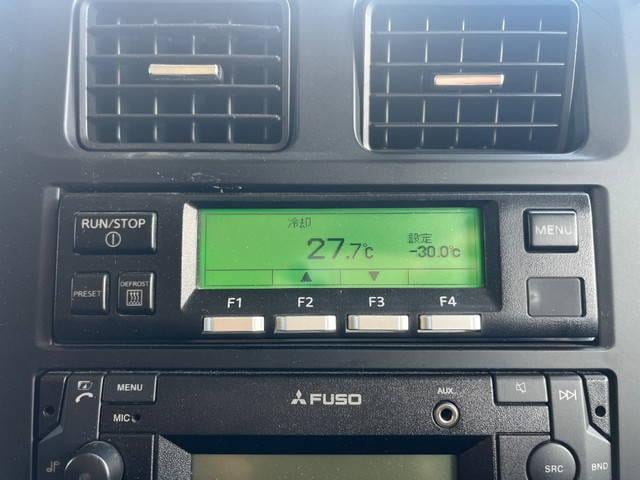 RUN/STOP
PRESET
DEFROST
冷却
27.7℃
設定
-30.0℃
▲ ▼
F1 F2 F3 F4
MENU
MENU
MIC
FUSO
AUX
SRC
BND